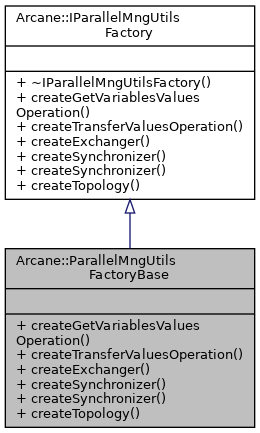 Arcane::IParallelMngUtils
Factory
+ ~IParallelMngUtilsFactory()
+ createGetVariablesValues
Operation()
+ createTransferValuesOperation()
+ createExchanger()
+ createSynchronizer()
+ createSynchronizer()
+ createTopology()
Arcane::ParallelMngUtils
FactoryBase
+ createGetVariablesValues
Operation()
+ createTransferValuesOperation()
+ createExchanger()
+ createSynchronizer()
+ createSynchronizer()
+ createTopology()